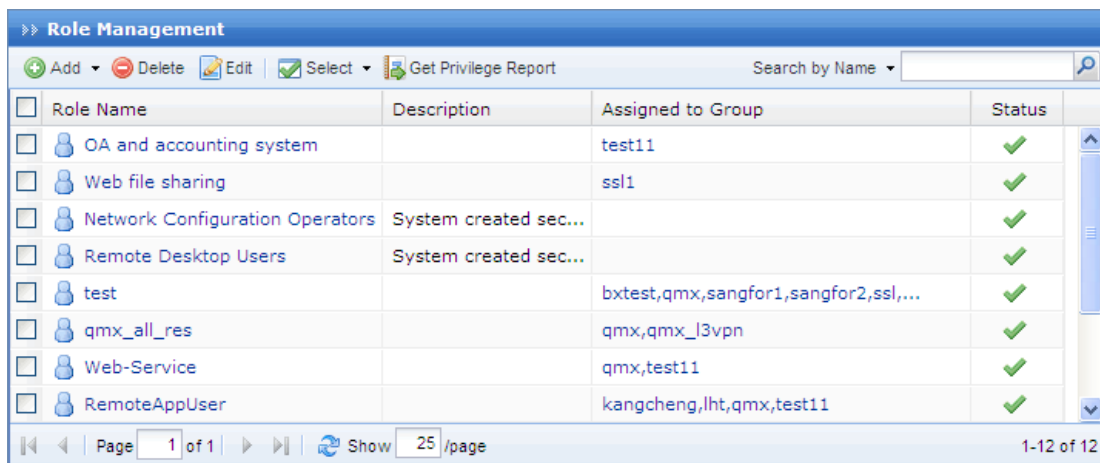 Role Management
Add Delete Edit Select Get Privilege Report Search by Name
Role Name Description Assigned to Group Status
OA and accounting system test11
Web file sharing ssl1
Network Configuration Operators System created sec...
Remote Desktop Users System created sec...
test bxtest,qmx,sangfor1,sangfor2,ssl,...
qmx_all_res qmx,qmx_l3vpn
Web-Service qmx,test11
RemoteAppUser kangcheng,lht,qmx,test11
Page 1 of 1 Show 25 /page 1-12 of 12